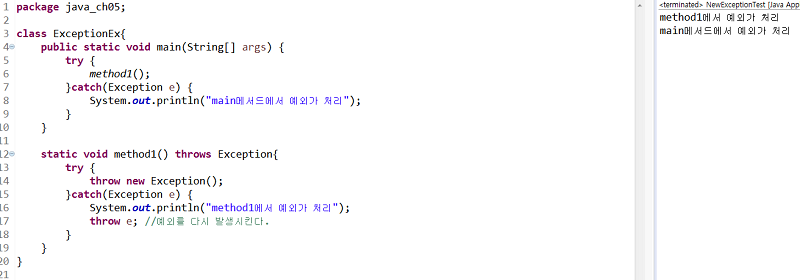 1 package java_ch05;
2
3 class ExceptionEx{
4 public static void main(String[] args) {
5 try {
6 method1();
7 }catch(Exception e) {
8 System.out.println("main메서드에서 예외가 처리");
9 }
10 }
11
12 static void method1() throws Exception{
13 try {
14 throw new Exception();
15 }catch(Exception e) {
16 System.out.println("method1에서 예외가 처리");
17 throw e; //예외를 다시 발생시킨다.
18 }
19 }
20 }
21
<terminated> NewExceptionTest [Java App
method1에서 예외가 처리
main메서드에서 예외가 처리